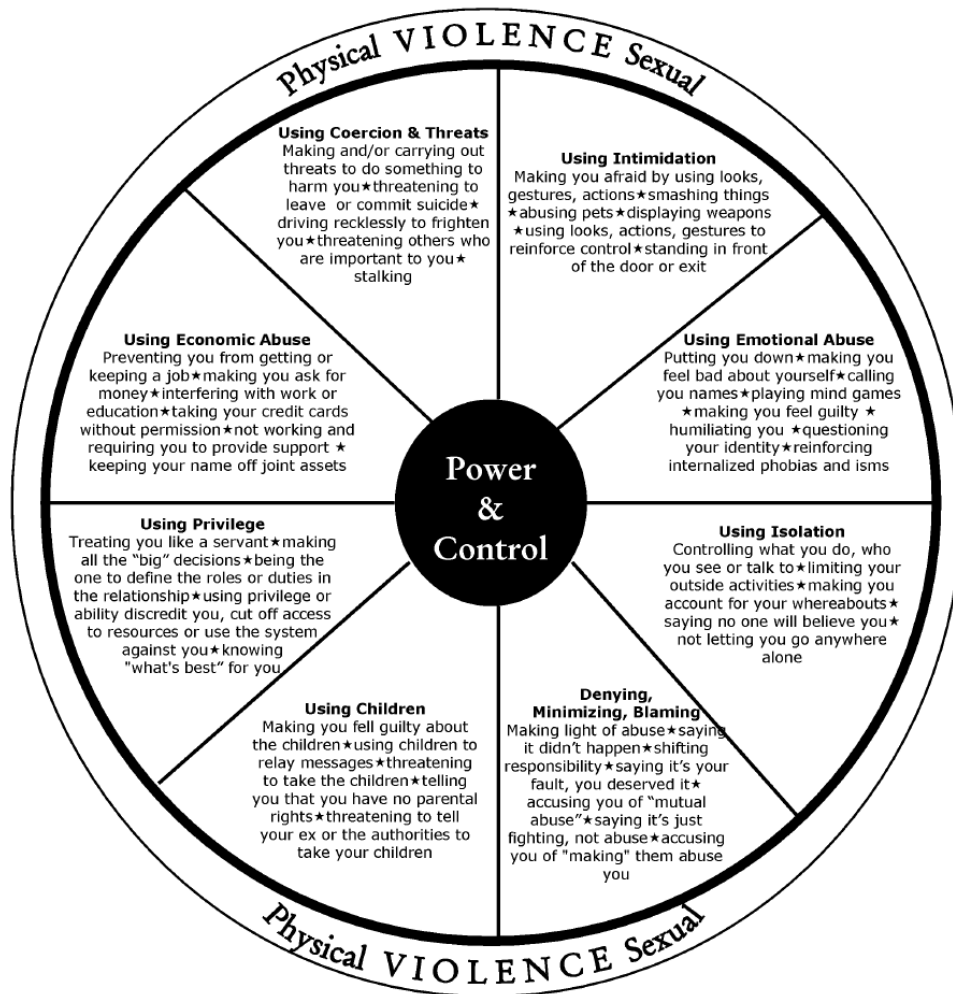 Physical VIOLENCE Sexual
Using Coercion & Threats
Making and/or carrying out
threats to do something to
harm you★threatening to
leave or commit suicide★
driving recklessly to frighten
you★threatening others who
are important to you★
stalking
Using Intimidation
Making you afraid by using looks,
gestures, actions★smashing things
★abusing pets★displaying weapons
★using looks, actions, gestures to
reinforce control★standing in front
of the door or exit
Using Economic Abuse
Preventing you from getting or
keeping a job★making you ask for
money★interfering with work or
education★taking your credit cards
without permission★not working and
requiring you to provide support ★
keeping your name off joint assets
Using Emotional Abuse
Putting you down★making you
feel bad about yourself★calling
you names★playing mind games
★making you feel guilty ★
humiliating you ★questioning
your identity★reinforcing
internalized phobias and isms
Power
&
Control
Using Privilege
Treating you like a servant★making
all the “big” decisions★being the
one to define the roles or duties in
the relationship★using privilege or
ability discredit you, cut off access
to resources or use the system
against you★knowing
"what's best” for you
Using Isolation
Controlling what you do, who
you see or talk to★limiting your
outside activities★making you
account for your whereabouts★
saying no one will believe you★
not letting you go anywhere
alone
Using Children
Making you fell guilty about
the children★using children to
relay messages★threatening
to take the children★telling
you that you have no parental
rights★threatening to tell
your ex or the authorities to
take your children
Denying,
Minimizing, Blaming
Making light of abuse★saying
it didn’t happen★shifting
responsibility★saying it’s your
fault, you deserved it★
accusing you of “mutual
abuse”★saying it’s just
fighting, not abuse★accusing
you of "making" them abuse
you
Physical VIOLENCE Sexual